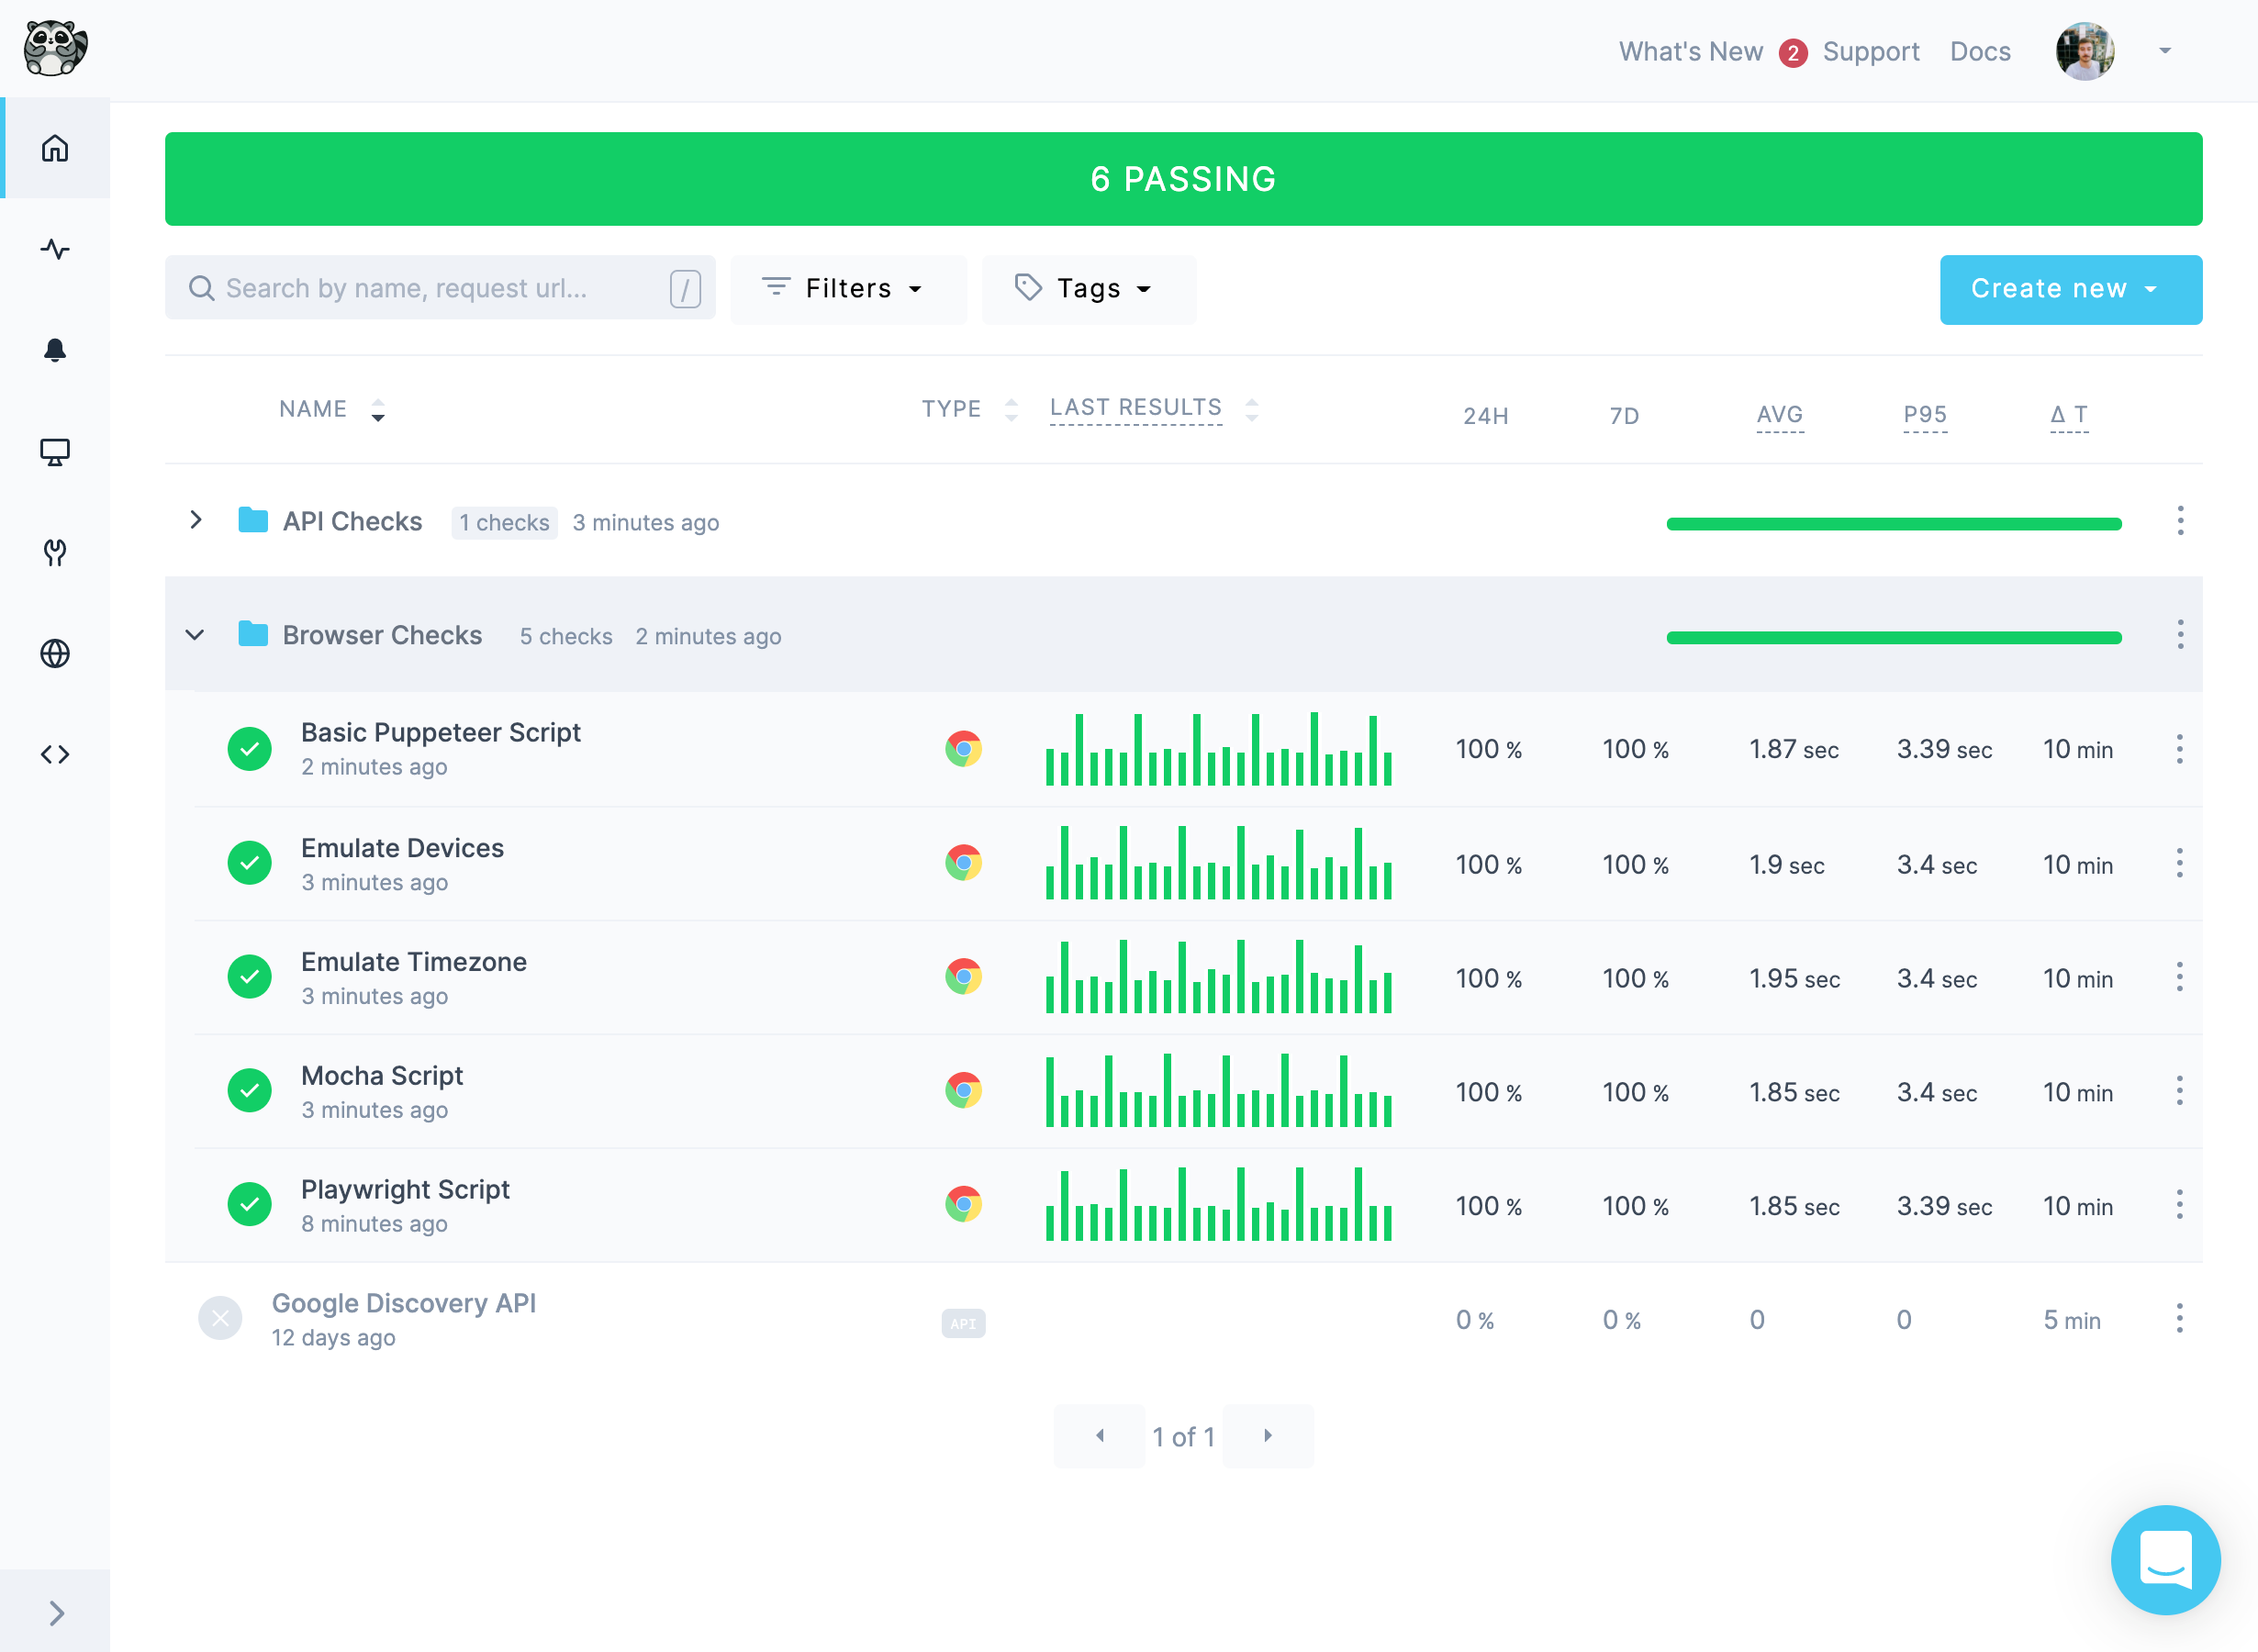 What's New 2 Support Docs
6 PASSING
Search by name, request url... /
Filters
Tags
Create new
NAME TYPE LAST RESULTS 24H 7D AVG P95 Δ T
API Checks 1 checks 3 minutes ago
Browser Checks 5 checks 2 minutes ago
Basic Puppeteer Script
2 minutes ago
100 % 100 % 1.87 sec 3.39 sec 10 min
Emulate Devices
3 minutes ago
100 % 100 % 1.9 sec 3.4 sec 10 min
Emulate Timezone
3 minutes ago
100 % 100 % 1.95 sec 3.4 sec 10 min
Mocha Script
3 minutes ago
100 % 100 % 1.85 sec 3.4 sec 10 min
Playwright Script
8 minutes ago
100 % 100 % 1.85 sec 3.39 sec 10 min
Google Discovery API
12 days ago
API 0 % 0 % 0 0 5 min
1 of 1